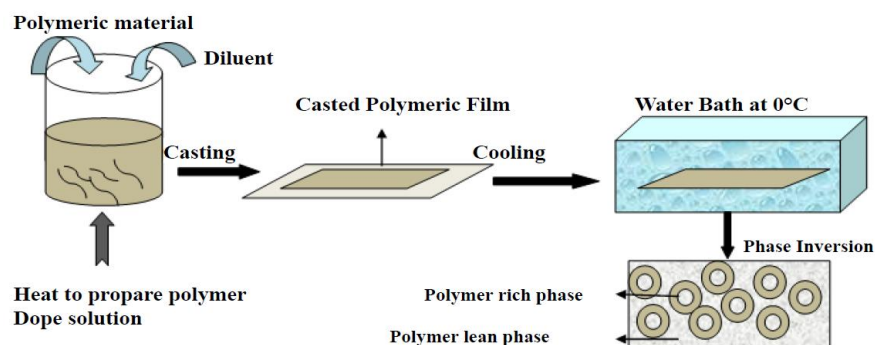 Polymeric material
Diluent
Casting
Casted Polymeric Film
Cooling
Water Bath at 0°C
Heat to propare polymer
Dope solution
Phase Inversion
Polymer rich phase
Polymer lean phase